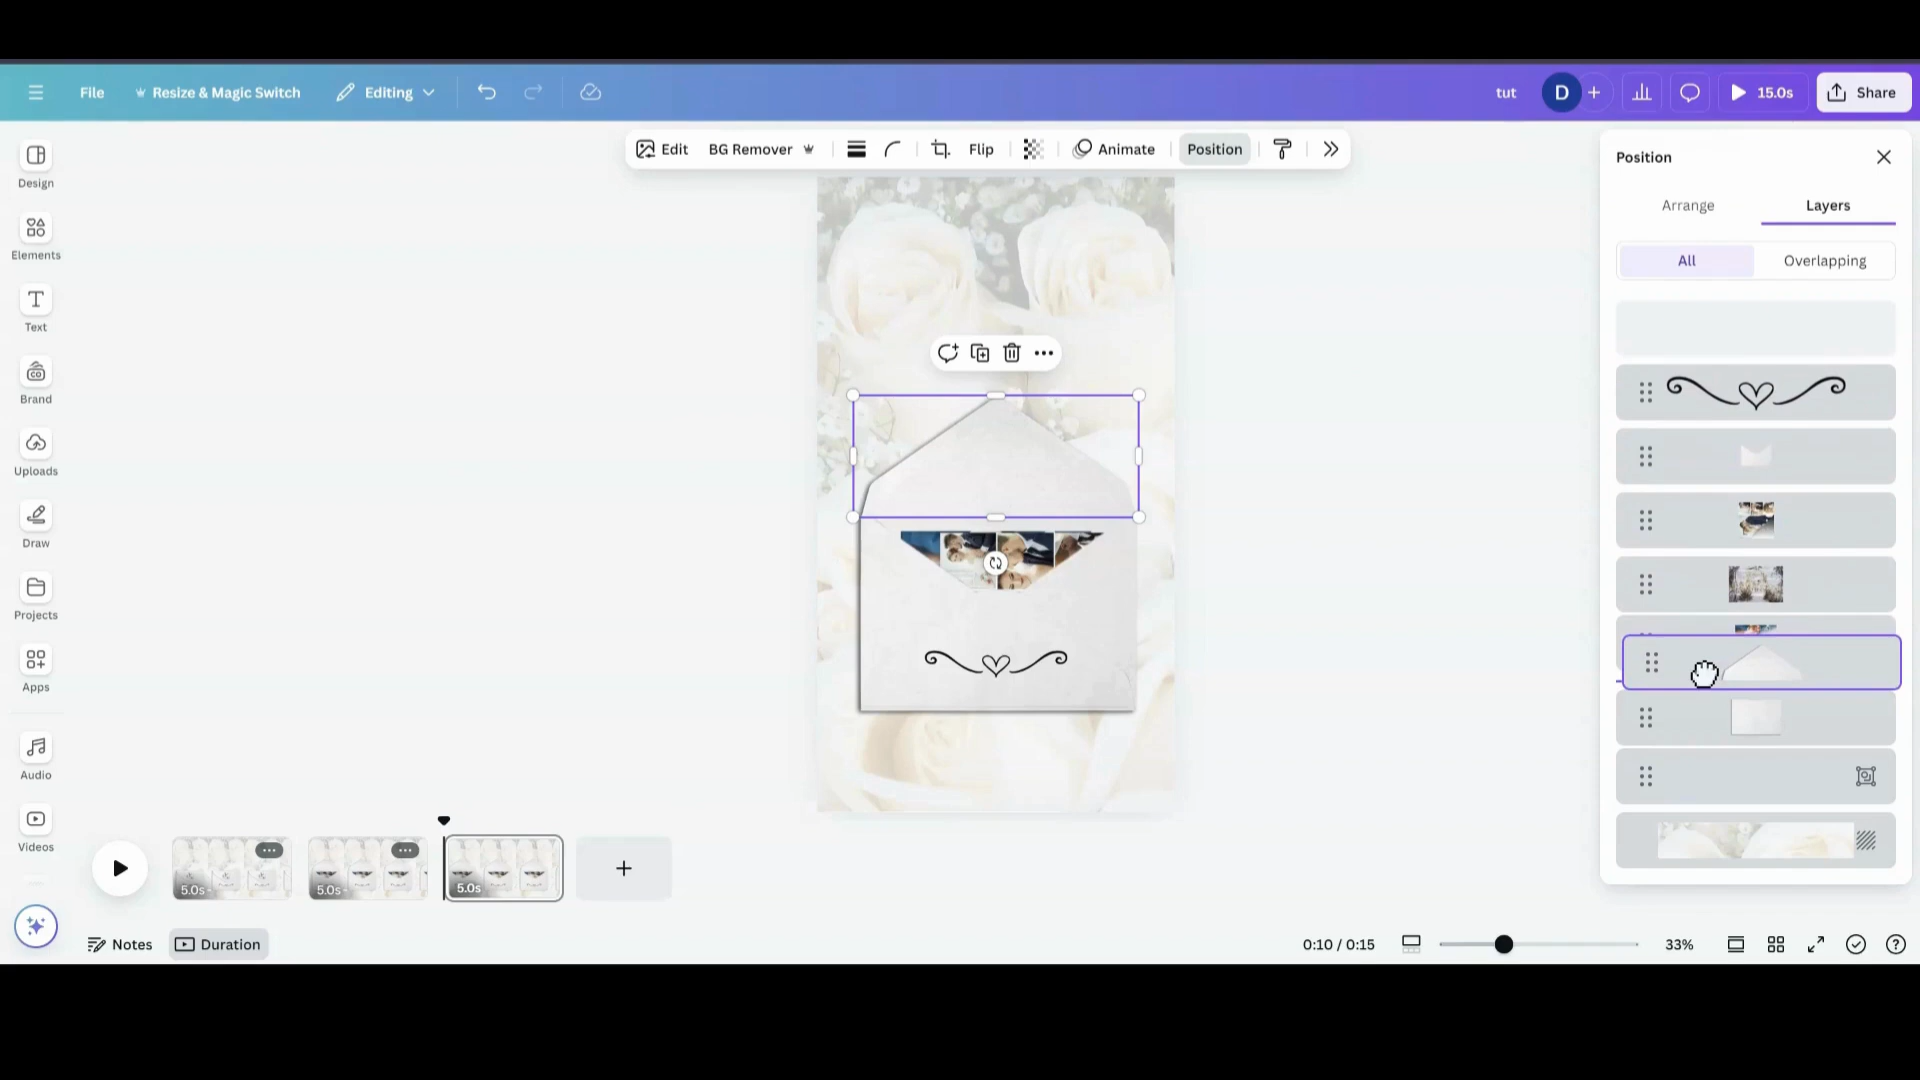 File
Resize & Magic Switch
Editing
tut
D
15.0s
Share
Edit
BG Remover
Flip
Animate
Position
Design
Elements
Text
Brand
Uploads
Draw
Projects
Apps
Audio
Videos
Position
Arrange
Layers
All
Overlapping
5.0s
5.0s
5.0s
Notes
Duration
0:10 / 0:15
33%